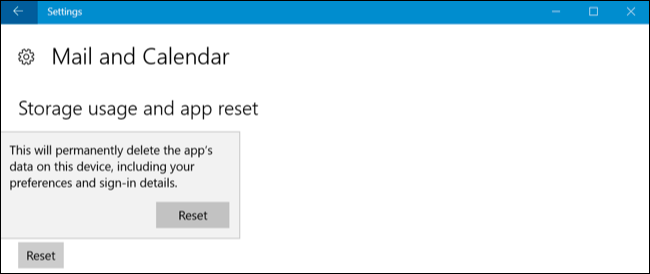 Settings
Mail and Calendar
Storage usage and app reset
This will permanently delete the app's
data on this device, including your
preferences and sign-in details.
Reset
Reset